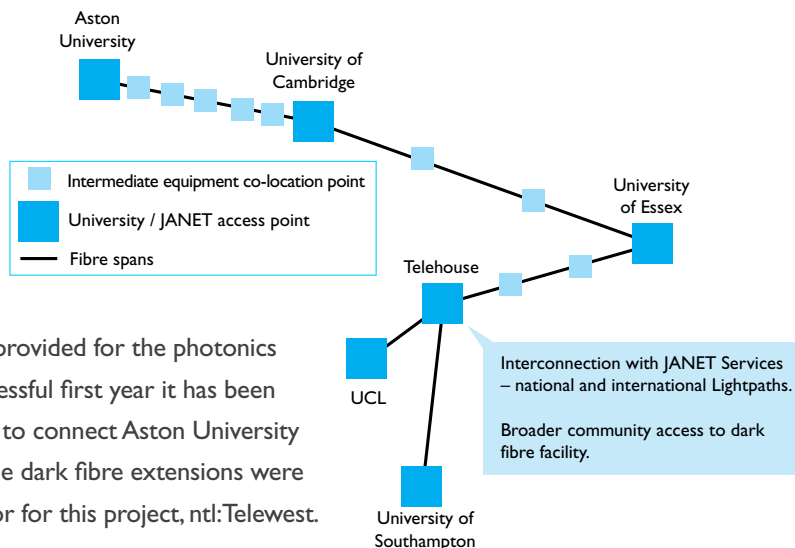 Aston
University
University of
Cambridge
Intermediate equipment co-location point
University / JANET access point
Fibre spans
University
of Essex
Telehouse
UCL
University of
Southampton
Interconnection with JANET Services
– national and international Lightpaths.
Broader community access to dark
fibre facility.
provided for the photonics
essful first year it has been
to connect Aston University
e dark fibre extensions were
or for this project, ntl:Telewest.